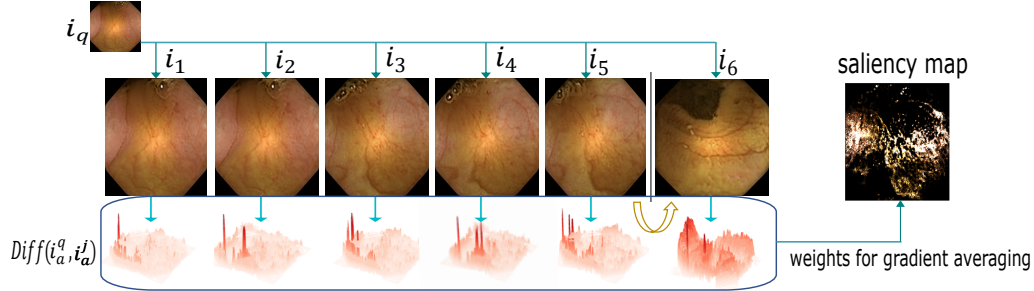 i_q
i_1 i_2 i_3 i_4 i_5 i_6
saliency map
Diff(i_a^q, i_a^J)
weights for gradient averaging